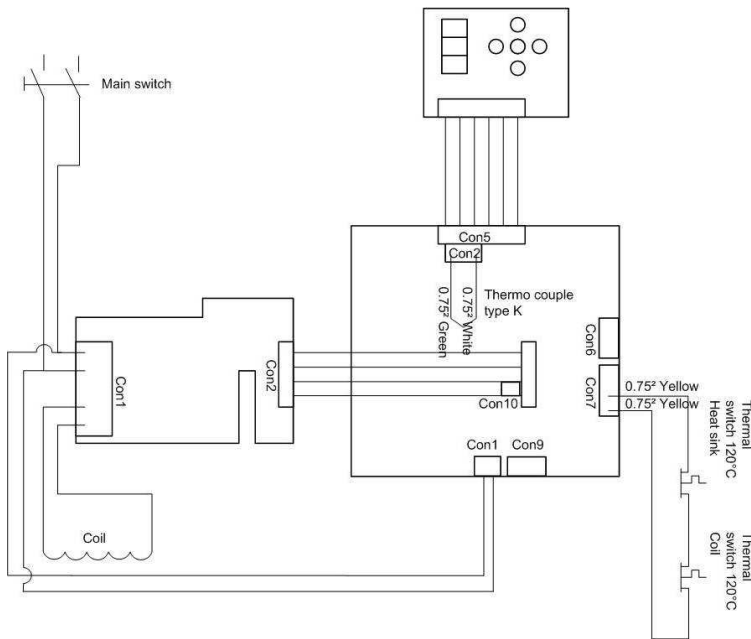 Main switch
Con5
Con2
0.75² Green
0.75² White
Thermo couple
type K
Con6
Con1
Con2
Con7
0.75² Yellow
0.75² Yellow
Con10
Thermal
switch 120°C
Heat sink
Con1
Con9
Coil
Thermal
switch 120°C
Coil